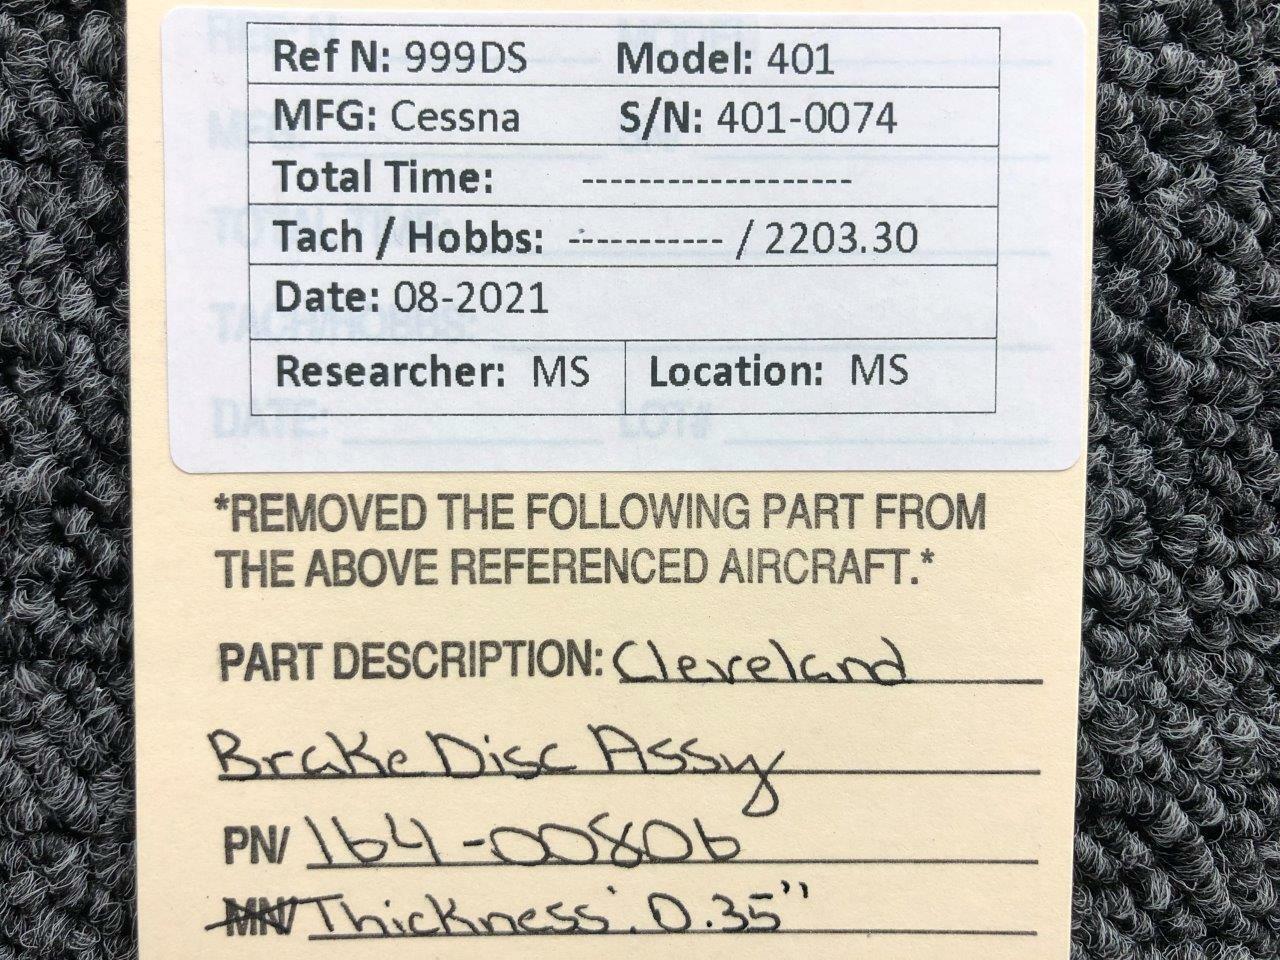 Ref N: 999DS Model: 401
MFG: Cessna S/N: 401-0074
Total Time: -------------------
Tach / Hobbs: ----------- / 2203.30
Date: 08-2021
Researcher: MS Location: MS
DATE: LOT#
*REMOVED THE FOLLOWING PART FROM
THE ABOVE REFERENCED AIRCRAFT.*
PART DESCRIPTION: Cleveland
Brake Disc Assy
PN/ 164-00806
MN/ Thickness: 0.35"